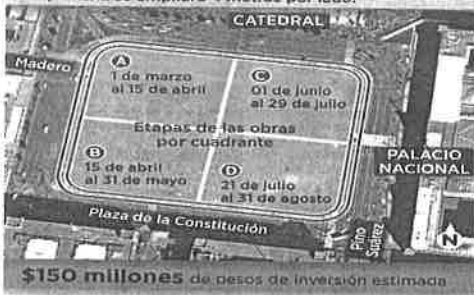 CATEDRAL
Madero
A
1 de marzo
al 15 de abril
C
01 de junio
al 29 de julio
Etapas de las obras
por cuadrante
B
15 de abril
al 31 de mayo
D
21 de julio
al 31 de agosto
PALACIO
NACIONAL
Plaza de la Constitución
Pino
Suárez
N
$150 millones de pesos de inversión estimada